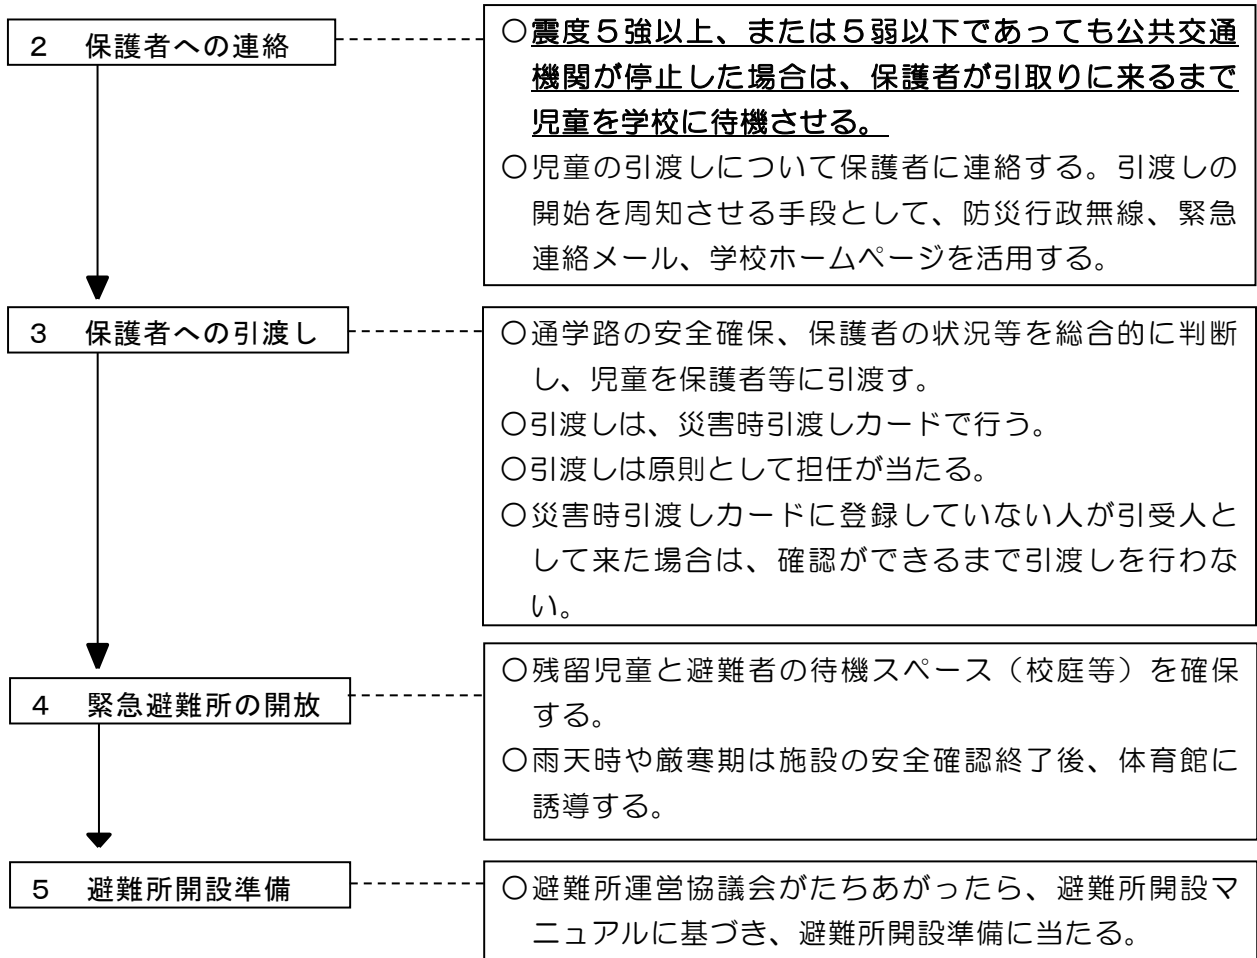 2　保護者への連絡
○震度５強以上、または５弱以下であっても公共交通
機関が停止した場合は、保護者が引取りに来るまで
児童を学校に待機させる。
○児童の引渡しについて保護者に連絡する。引渡しの
開始を周知させる手段として、防災行政無線、緊急
連絡メール、学校ホームページを活用する。
3　保護者への引渡し
○通学路の安全確保、保護者の状況等を総合的に判断
し、児童を保護者等に引渡す。
○引渡しは、災害時引渡しカードで行う。
○引渡しは原則として担任が当たる。
○災害時引渡しカードに登録していない人が引受人と
して来た場合は、確認ができるまで引渡しを行わな
い。
4　緊急避難所の開放
○残留児童と避難者の待機スペース（校庭等）を確保
する。
○雨天時や厳寒期は施設の安全確認終了後、体育館に
誘導する。
5　避難所開設準備
○避難所運営協議会がたちあがったら、避難所開設マ
ニュアルに基づき、避難所開設準備に当たる。